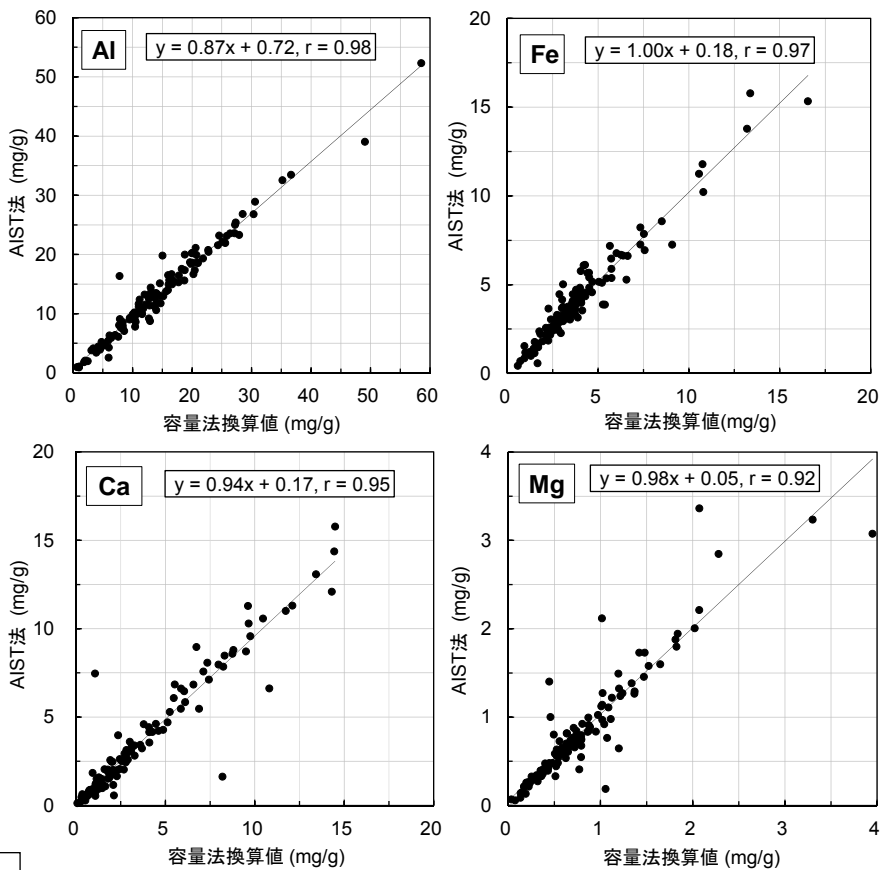 Al
y = 0.87x + 0.72, r = 0.98
AIST法 (mg/g)
60
50
40
30
20
10
0
0 10 20 30 40 50 60
容量法換算値 (mg/g)
Fe
y = 1.00x + 0.18, r = 0.97
AIST法 (mg/g)
20
15
10
5
0
0 5 10 15 20
容量法換算値(mg/g)
Ca
y = 0.94x + 0.17, r = 0.95
AIST法 (mg/g)
20
15
10
5
0
0 5 10 15 20
容量法換算値 (mg/g)
Mg
y = 0.98x + 0.05, r = 0.92
AIST法 (mg/g)
4
3
2
1
0
0 1 2 3 4
容量法換算値 (mg/g)